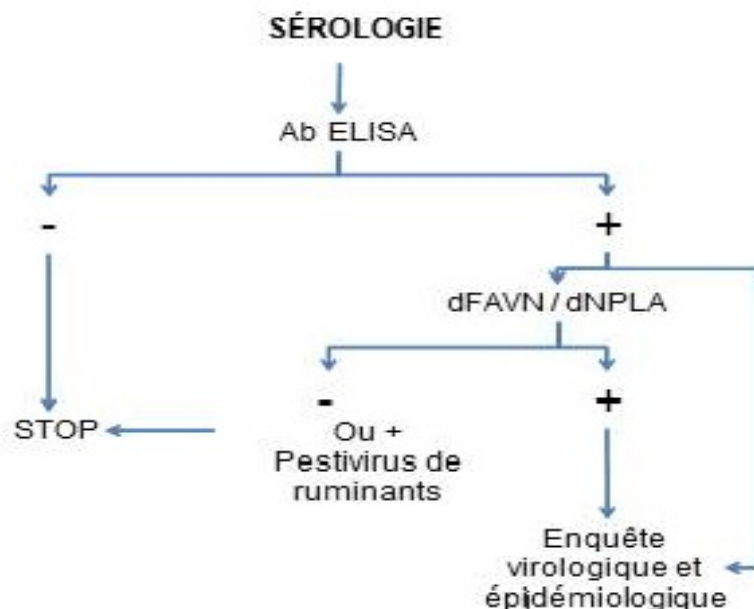 SÉROLOGIE
Ab ELISA
- +
dFAVN / dNPLA
- +
Ou +
Pestivirus de
ruminants
STOP
Enquête
virologique et
épidémiologique